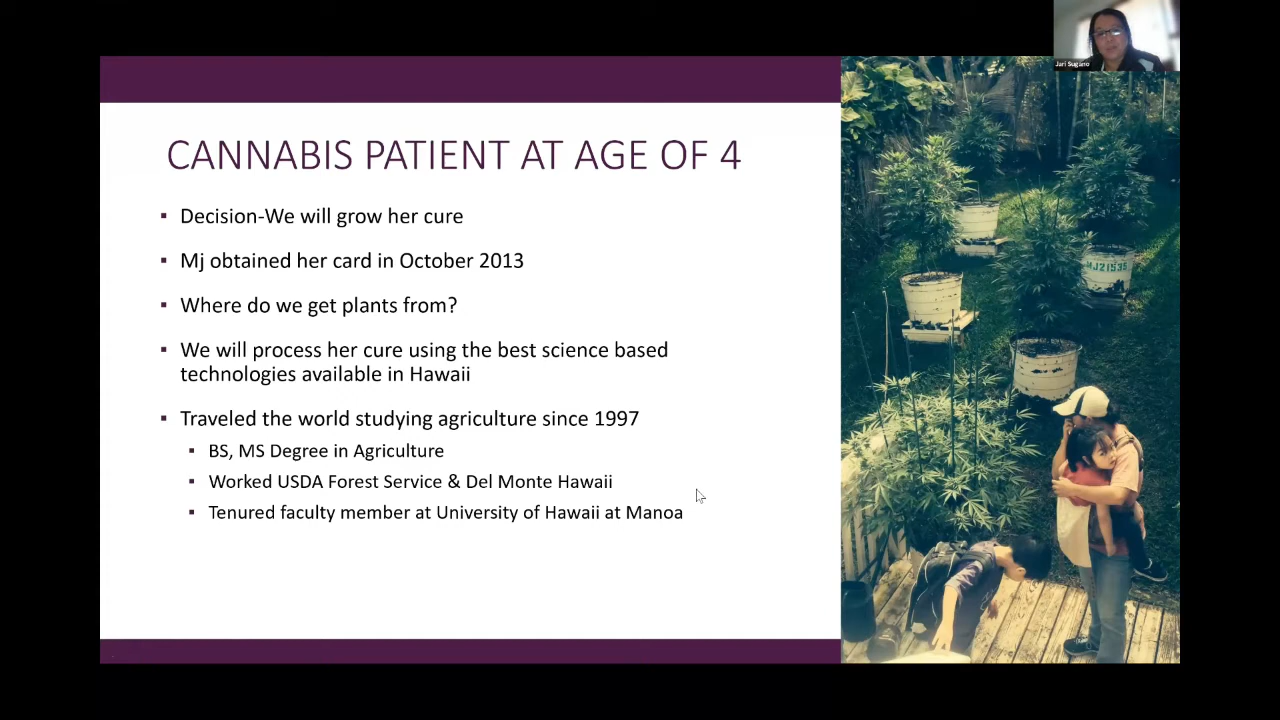 Jari Sugano
CANNABIS PATIENT AT AGE OF 4
▪ Decision-We will grow her cure
▪ Mj obtained her card in October 2013
▪ Where do we get plants from?
▪ We will process her cure using the best science based
technologies available in Hawaii
▪ Traveled the world studying agriculture since 1997
▪ BS, MS Degree in Agriculture
▪ Worked USDA Forest Service & Del Monte Hawaii
▪ Tenured faculty member at University of Hawaii at Manoa
MJ21535